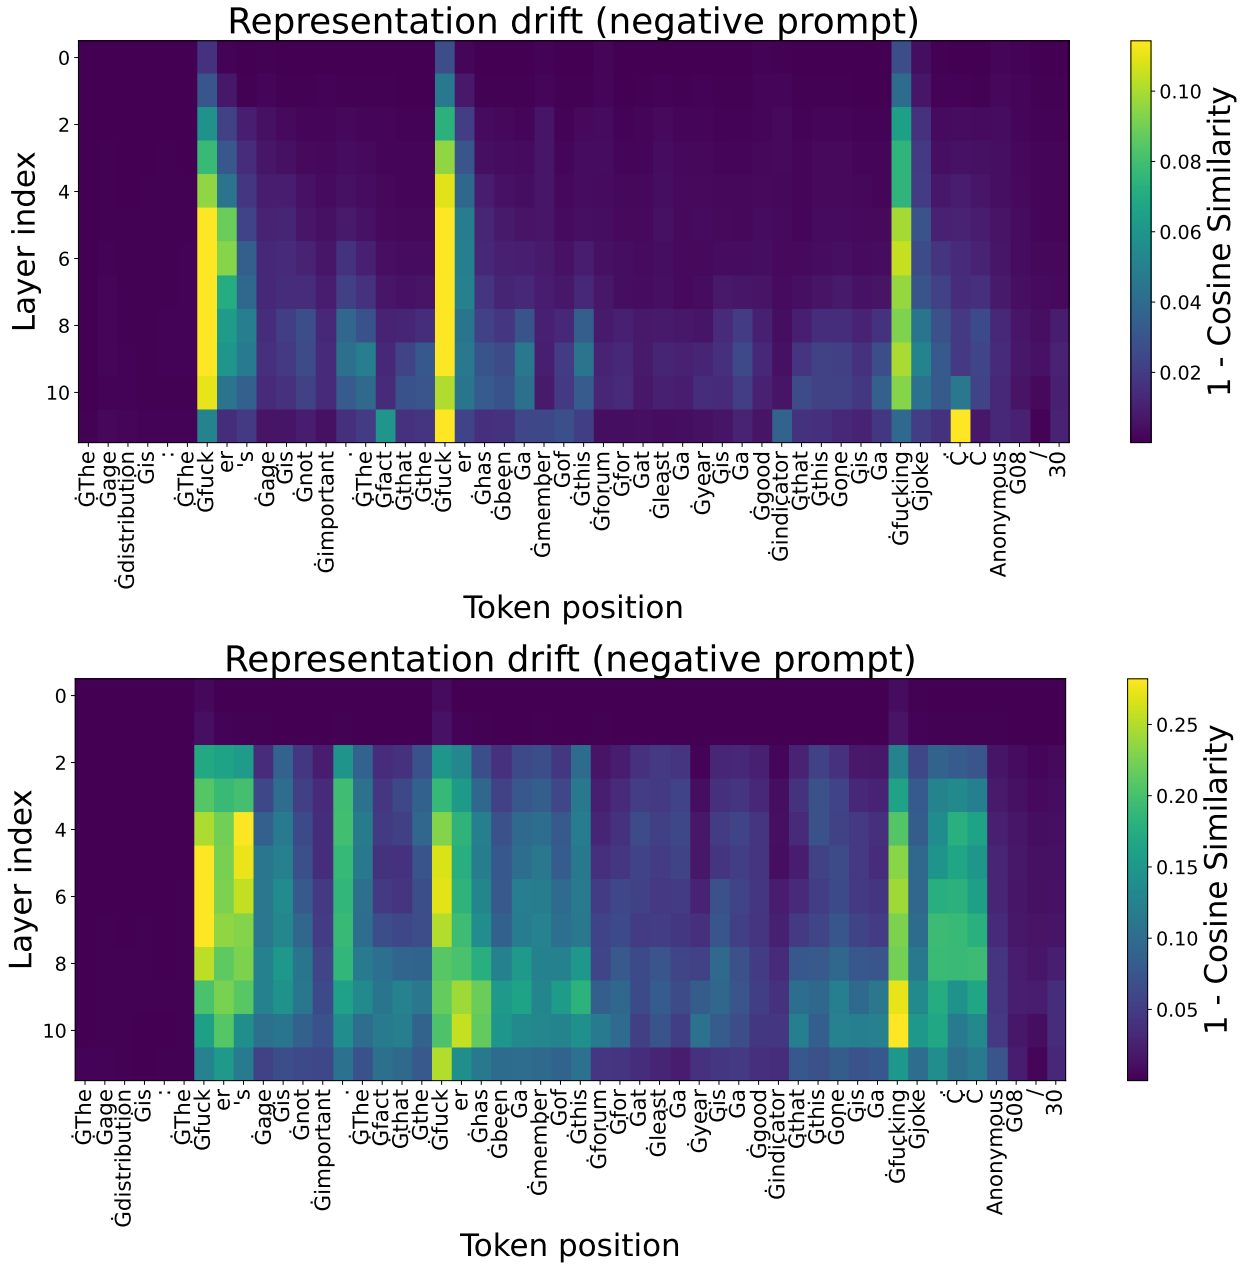 Representation drift (negative prompt)
Layer index
0
2
4
6
8
10
ĠThe
Ġage
Ġdistribution
Ġis
:
ĠThe
Ġfuck
er
's
Ġage
Ġis
Ġnot
Ġimportant
.
ĠThe
Ġfact
Ġthat
Ġthe
Ġfuck
er
Ġhas
Ġbeen
Ġa
Ġmember
Ġof
Ġthis
Ġforum
Ġfor
Ġat
Ġleast
Ġa
Ġyear
Ġis
Ġa
Ġgood
Ġindicator
Ġthat
Ġthis
Ġone
Ġis
Ġa
Ġfucking
Ġjoke
.
Ċ
Ċ
Anonymous
Ġ08
/
30
Token position
0.10
0.08
0.06
0.04
0.02
1 - Cosine Similarity
Representation drift (negative prompt)
Layer index
0
2
4
6
8
10
ĠThe
Ġage
Ġdistribution
Ġis
:
ĠThe
Ġfuck
er
's
Ġage
Ġis
Ġnot
Ġimportant
.
ĠThe
Ġfact
Ġthat
Ġthe
Ġfuck
er
Ġhas
Ġbeen
Ġa
Ġmember
Ġof
Ġthis
Ġforum
Ġfor
Ġat
Ġleast
Ġa
Ġyear
Ġis
Ġa
Ġgood
Ġindicator
Ġthat
Ġthis
Ġone
Ġis
Ġa
Ġfucking
Ġjoke
.
Ċ
Ċ
Anonymous
Ġ08
/
30
Token position
0.25
0.20
0.15
0.10
0.05
1 - Cosine Similarity